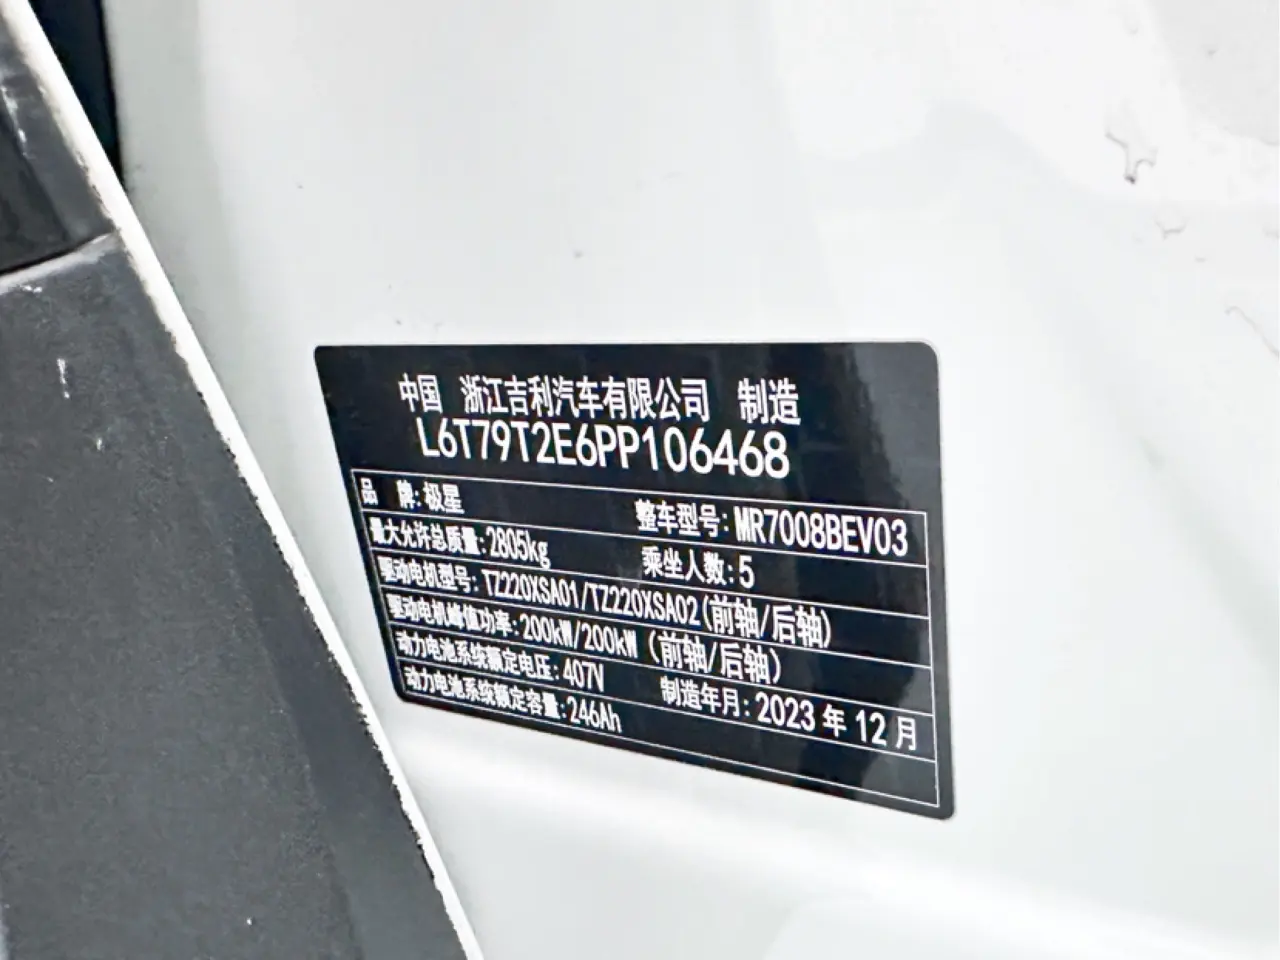 中国 浙江吉利汽车有限公司 制造
L6T79T2E6PP106468
品 牌:极星 整车型号:MR7008BEV03
最大允许总质量:2805kg 乘坐人数:5
驱动电机型号:TZ220XSA01/TZ220XSA02(前轴/后轴)
驱动电机峰值功率:200kW/200kW (前轴/后轴)
动力电池系统额定电压:407V 制造年月:2023年12月
动力电池系统额定容量:246Ah